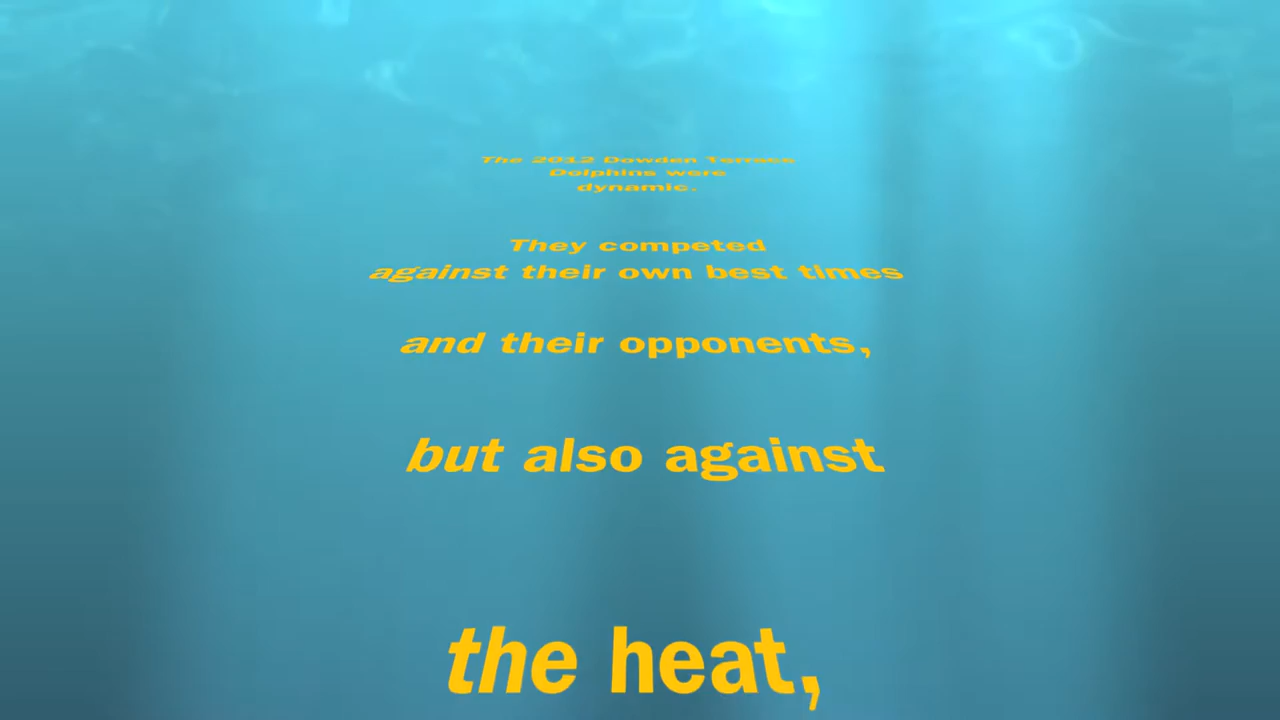 The 2012 Dowden Terrace
Dolphins were
dynamic.
They competed
against their own best times
and their opponents,
but also against
the heat,